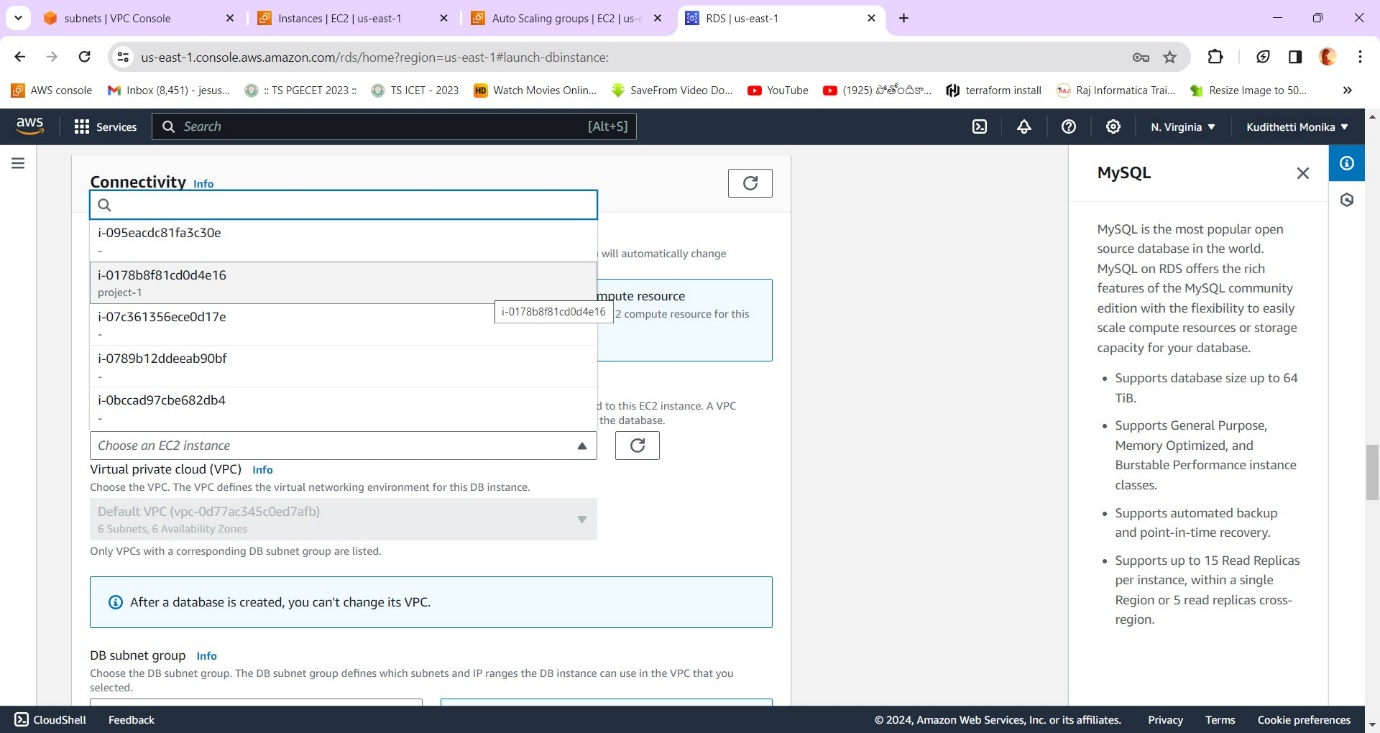 subnets | VPC Console
Instances | EC2 | us-east-1
Auto Scaling groups | EC2 | us-e
RDS | us-east-1
us-east-1.console.aws.amazon.com/rds/home?region=us-east-1#launch-dbinstance:
AWS console
Inbox (8,451) - jesus...
:: TS PGECET 2023 ::
TS ICET - 2023
HD Watch Movies Onlin...
SaveFrom Video Do...
YouTube
(1925)
terraform install
Raj Informatica Trai...
Resize Image to 50...
aws
Services
Search
[Alt+S]
N. Virginia
Kudithetti Monika
Connectivity Info
i-095eacdc81fa3c30e
-
will automatically change
i-0178b8f81cd0d4e16
project-1
mpute resource
i-0178b8f81cd0d4e16
2 compute resource for this
i-07c361356ece0d17e
-
i-0789b12ddeeab90bf
-
i-0bccad97cbe682db4
-
d to this EC2 instance. A VPC
the database.
Choose an EC2 instance
Virtual private cloud (VPC) Info
Choose the VPC. The VPC defines the virtual networking environment for this DB instance.
Default VPC (vpc-0d77ac345c0ed7afb)
6 Subnets, 6 Availability Zones
Only VPCs with a corresponding DB subnet group are listed.
After a database is created, you can't change its VPC.
DB subnet group Info
Choose the DB subnet group. The DB subnet group defines which subnets and IP ranges the DB instance can use in the VPC that you
selected.
MySQL
MySQL is the most popular open
source database in the world.
MySQL on RDS offers the rich
features of the MySQL community
edition with the flexibility to easily
scale compute resources or storage
capacity for your database.
• Supports database size up to 64
TiB.
• Supports General Purpose,
Memory Optimized, and
Burstable Performance instance
classes.
• Supports automated backup
and point-in-time recovery.
• Supports up to 15 Read Replicas
per instance, within a single
Region or 5 read replicas cross-
region.
CloudShell
Feedback
© 2024, Amazon Web Services, Inc. or its affiliates.
Privacy
Terms
Cookie preferences